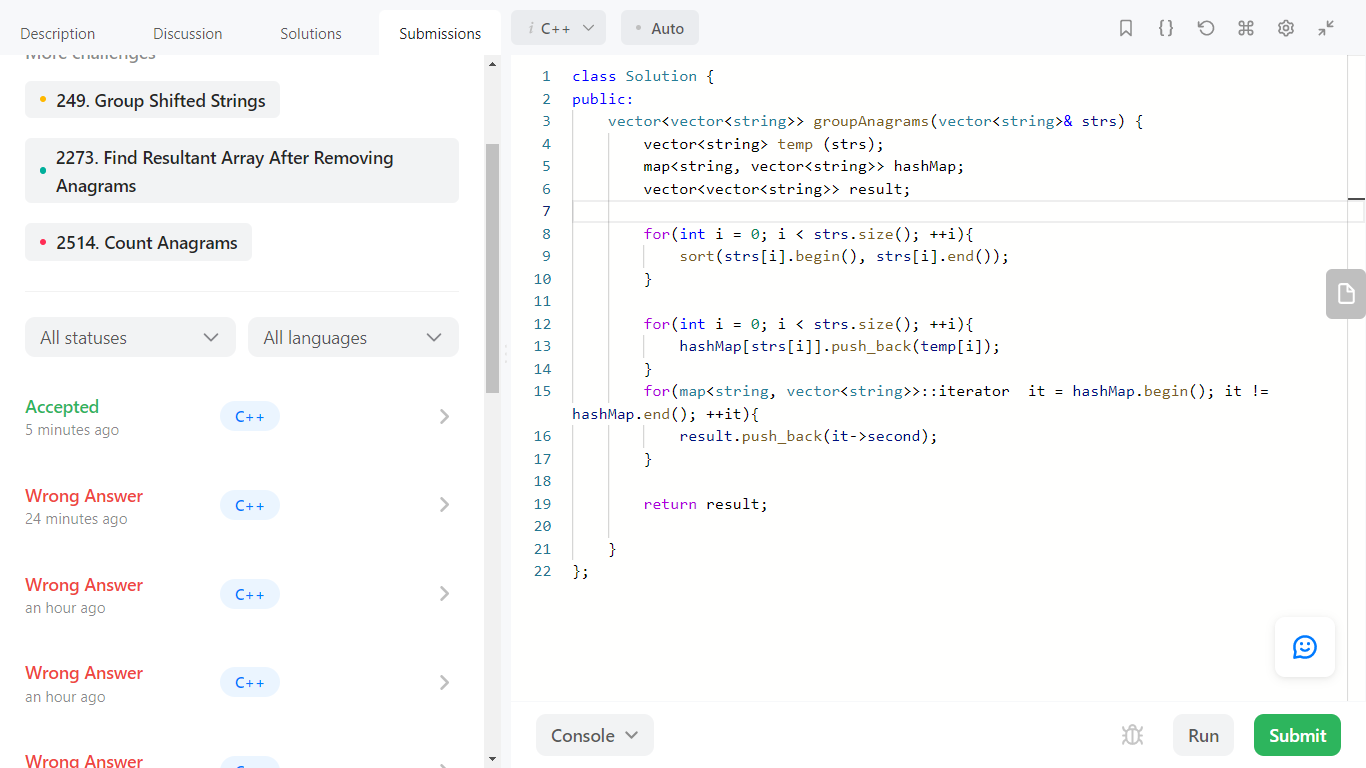 Description Discussion Solutions Submissions
i C++ Auto
More challenges
249. Group Shifted Strings
2273. Find Resultant Array After Removing
Anagrams
2514. Count Anagrams
All statuses All languages
Accepted C++
5 minutes ago
Wrong Answer C++
24 minutes ago
Wrong Answer C++
an hour ago
Wrong Answer C++
an hour ago
Wrong Answer C++
1 class Solution {
2 public:
3 vector<vector<string>> groupAnagrams(vector<string>& strs) {
4 vector<string> temp (strs);
5 map<string, vector<string>> hashMap;
6 vector<vector<string>> result;
7
8 for(int i = 0; i < strs.size(); ++i){
9 sort(strs[i].begin(), strs[i].end());
10 }
11
12 for(int i = 0; i < strs.size(); ++i){
13 hashMap[strs[i]].push_back(temp[i]);
14 }
15 for(map<string, vector<string>>::iterator  it = hashMap.begin(); it !=
hashMap.end(); ++it){
16 result.push_back(it->second);
17 }
18
19 return result;
20
21 }
22 };
Console Run Submit